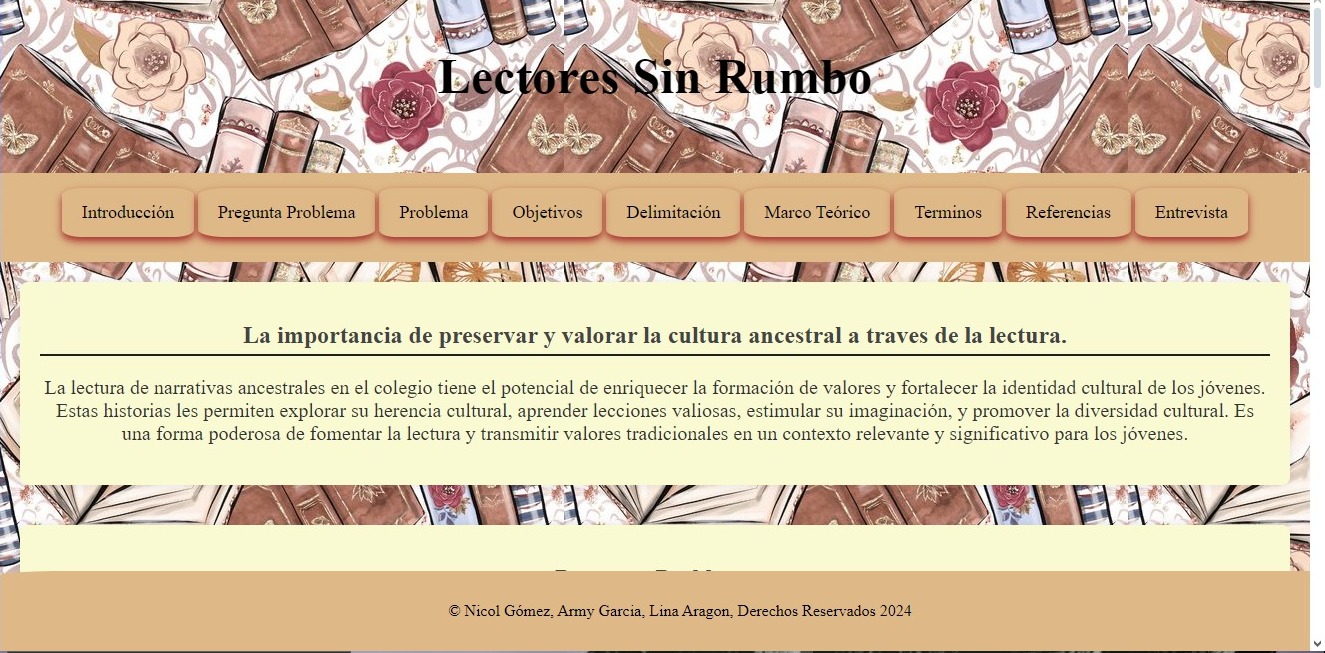 Lectores Sin Rumbo
Introducción
Pregunta Problema
Problema
Objetivos
Delimitación
Marco Teórico
Terminos
Referencias
Entrevista
La importancia de preservar y valorar la cultura ancestral a traves de la lectura.
La lectura de narrativas ancestrales en el colegio tiene el potencial de enriquecer la formación de valores y fortalecer la identidad cultural de los jóvenes.
Estas historias les permiten explorar su herencia cultural, aprender lecciones valiosas, estimular su imaginación, y promover la diversidad cultural. Es
una forma poderosa de fomentar la lectura y transmitir valores tradicionales en un contexto relevante y significativo para los jóvenes.
© Nicol Gómez, Army Garcia, Lina Aragon, Derechos Reservados 2024